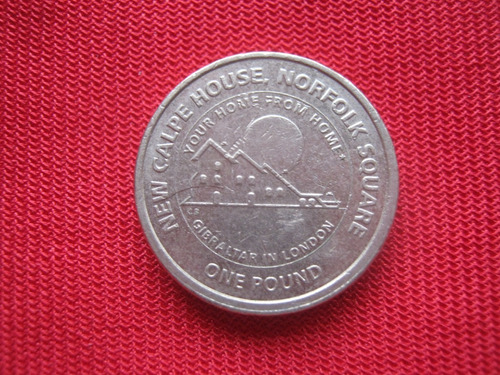 NEW CALPE HOUSE, NORFOLK SQUARE
YOUR HOME FROM HOME
GIBRALTAR IN LONDON
ONE POUND